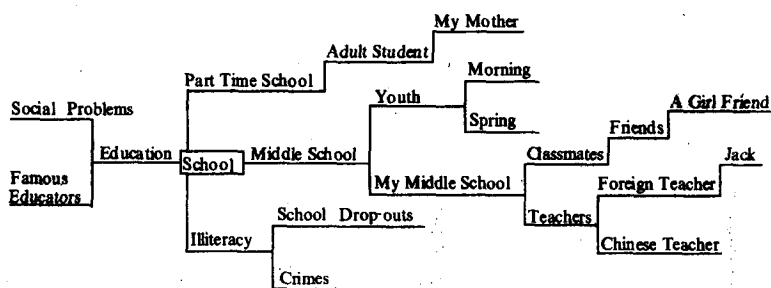 My Mother
Adult Student
Part Time School
Morning
Youth
Social Problems
A Girl Friend
Spring
Friends
Education
School
Middle School
Classmates
Jack
Famous
Educators
My Middle School
Foreign Teacher
School Drop-outs
Teachers
Illiteracy
Chinese Teacher
Crimes